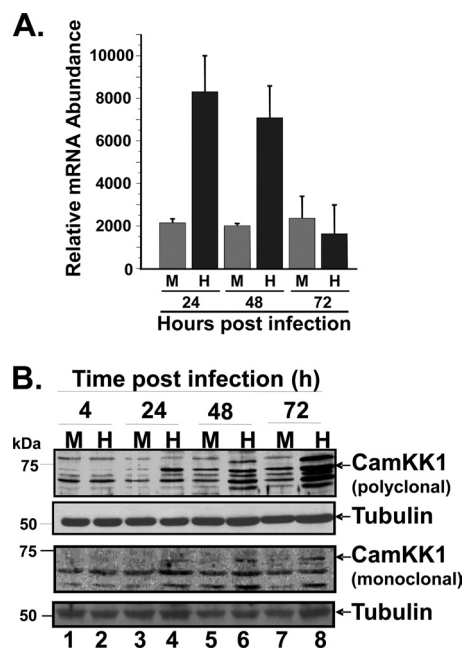 A.
Relative mRNA Abundance
10000
8000
6000
4000
2000
0
M H M H M H
24 48 72
Hours post infection
B. Time post infection (h)
4 24 48 72
kDa M H M H M H M H
75 CamKK1
(polyclonal)
50 Tubulin
75 CamKK1
(monoclonal)
50 Tubulin
1 2 3 4 5 6 7 8